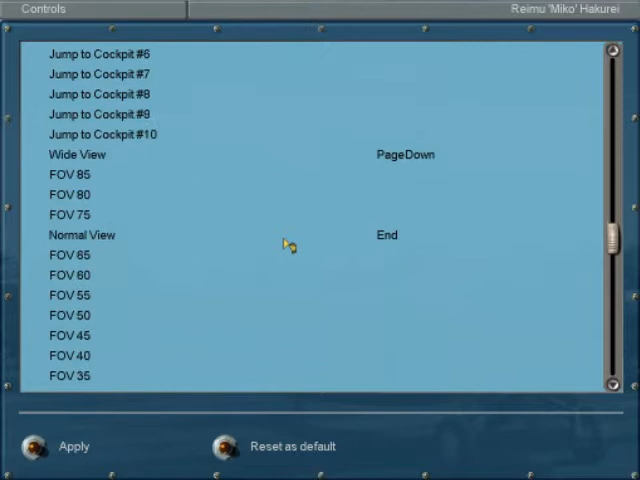 Controls Reimu 'Miko' Hakurei
Jump to Cockpit #6
Jump to Cockpit #7
Jump to Cockpit #8
Jump to Cockpit #9
Jump to Cockpit #10
Wide View PageDown
FOV 85
FOV 80
FOV 75
Normal View End
FOV 65
FOV 60
FOV 55
FOV 50
FOV 45
FOV 40
FOV 35
Apply Reset as default